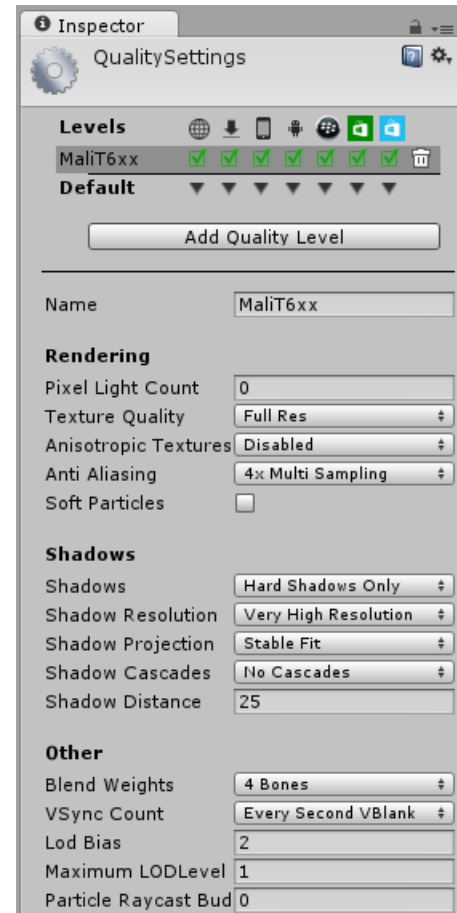 Inspector
QualitySettings
Levels
MaliT6xx
Default
Add Quality Level
Name MaliT6xx
Rendering
Pixel Light Count 0
Texture Quality Full Res
Anisotropic Textures Disabled
Anti Aliasing 4x Multi Sampling
Soft Particles
Shadows
Shadows Hard Shadows Only
Shadow Resolution Very High Resolution
Shadow Projection Stable Fit
Shadow Cascades No Cascades
Shadow Distance 25
Other
Blend Weights 4 Bones
VSync Count Every Second VBlank
Lod Bias 2
Maximum LODLevel 1
Particle Raycast Bud 0